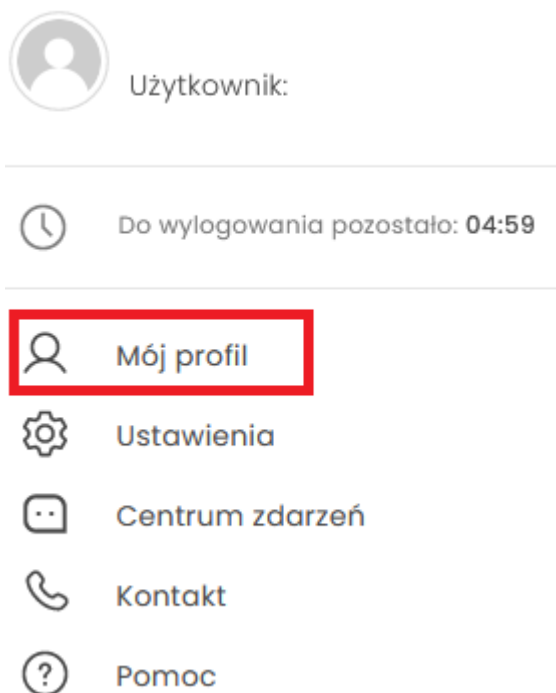 Użytkownik:
Do wylogowania pozostało: 04:59
Mój profil
Ustawienia
Centrum zdarzeń
Kontakt
Pomoc